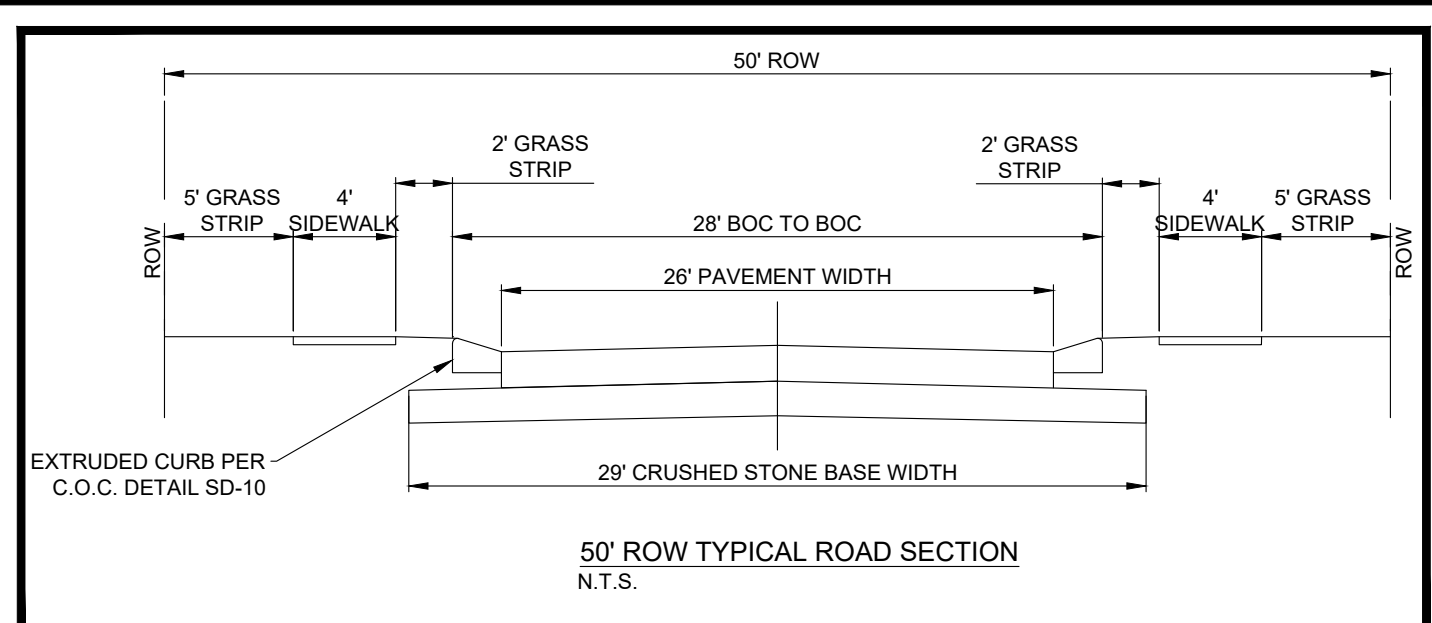 50' ROW
2' GRASS
STRIP
2' GRASS
STRIP
5' GRASS
STRIP
4'
SIDEWALK
28' BOC TO BOC
4'
SIDEWALK
5' GRASS
STRIP
ROW
ROW
26' PAVEMENT WIDTH
EXTRUDED CURB PER
C.O.C. DETAIL SD-10
29' CRUSHED STONE BASE WIDTH
50' ROW TYPICAL ROAD SECTION
N.T.S.